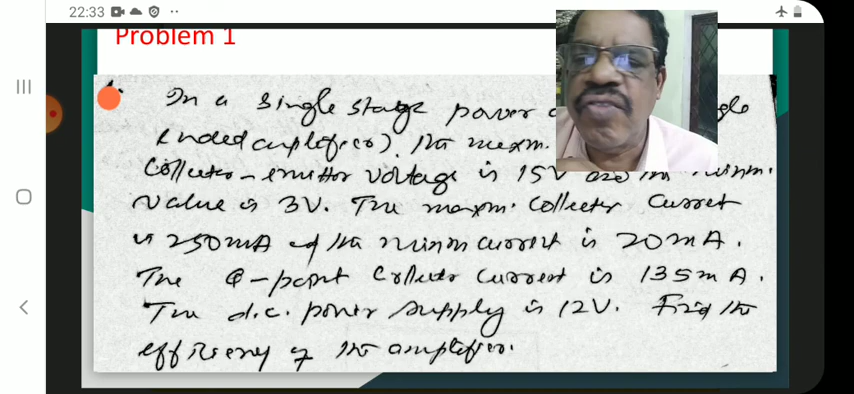 22:33
Problem 1
In a single stage power
ended amplifier). The maxm.
Collector-emitter voltage is 15V and the minm.
value is 3V. The maxm. Collector Current
is 250mA and the minm current is 20mA.
The Q-point Collector Current is 135mA.
The d.c. power supply is 12V. Find the
efficiency of the amplifier.